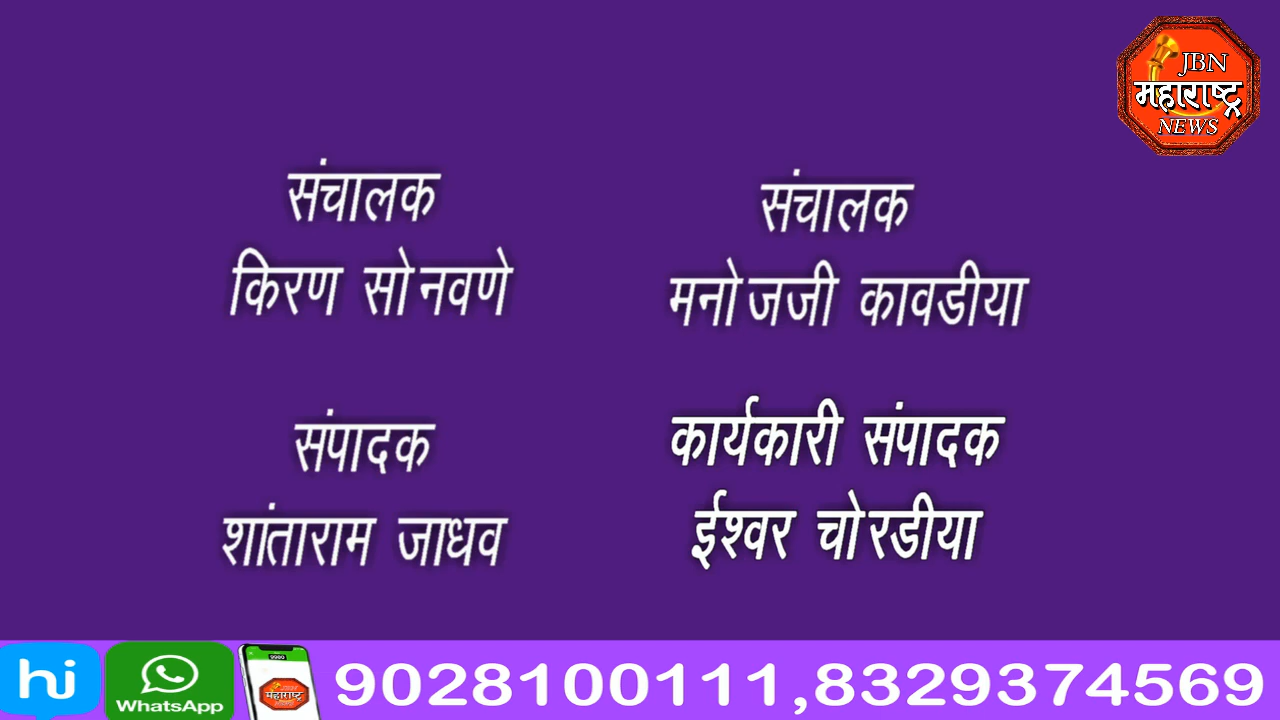 JBN
महाराष्ट्र
NEWS
संचालक
किरण सोनवणे
संचालक
मनोजजी कावडीया
संपादक
शांताराम जाधव
कार्यकारी संपादक
ईश्वर चोरडीया
hi
WhatsApp
महाराष्ट्र
9028100111,8329374569